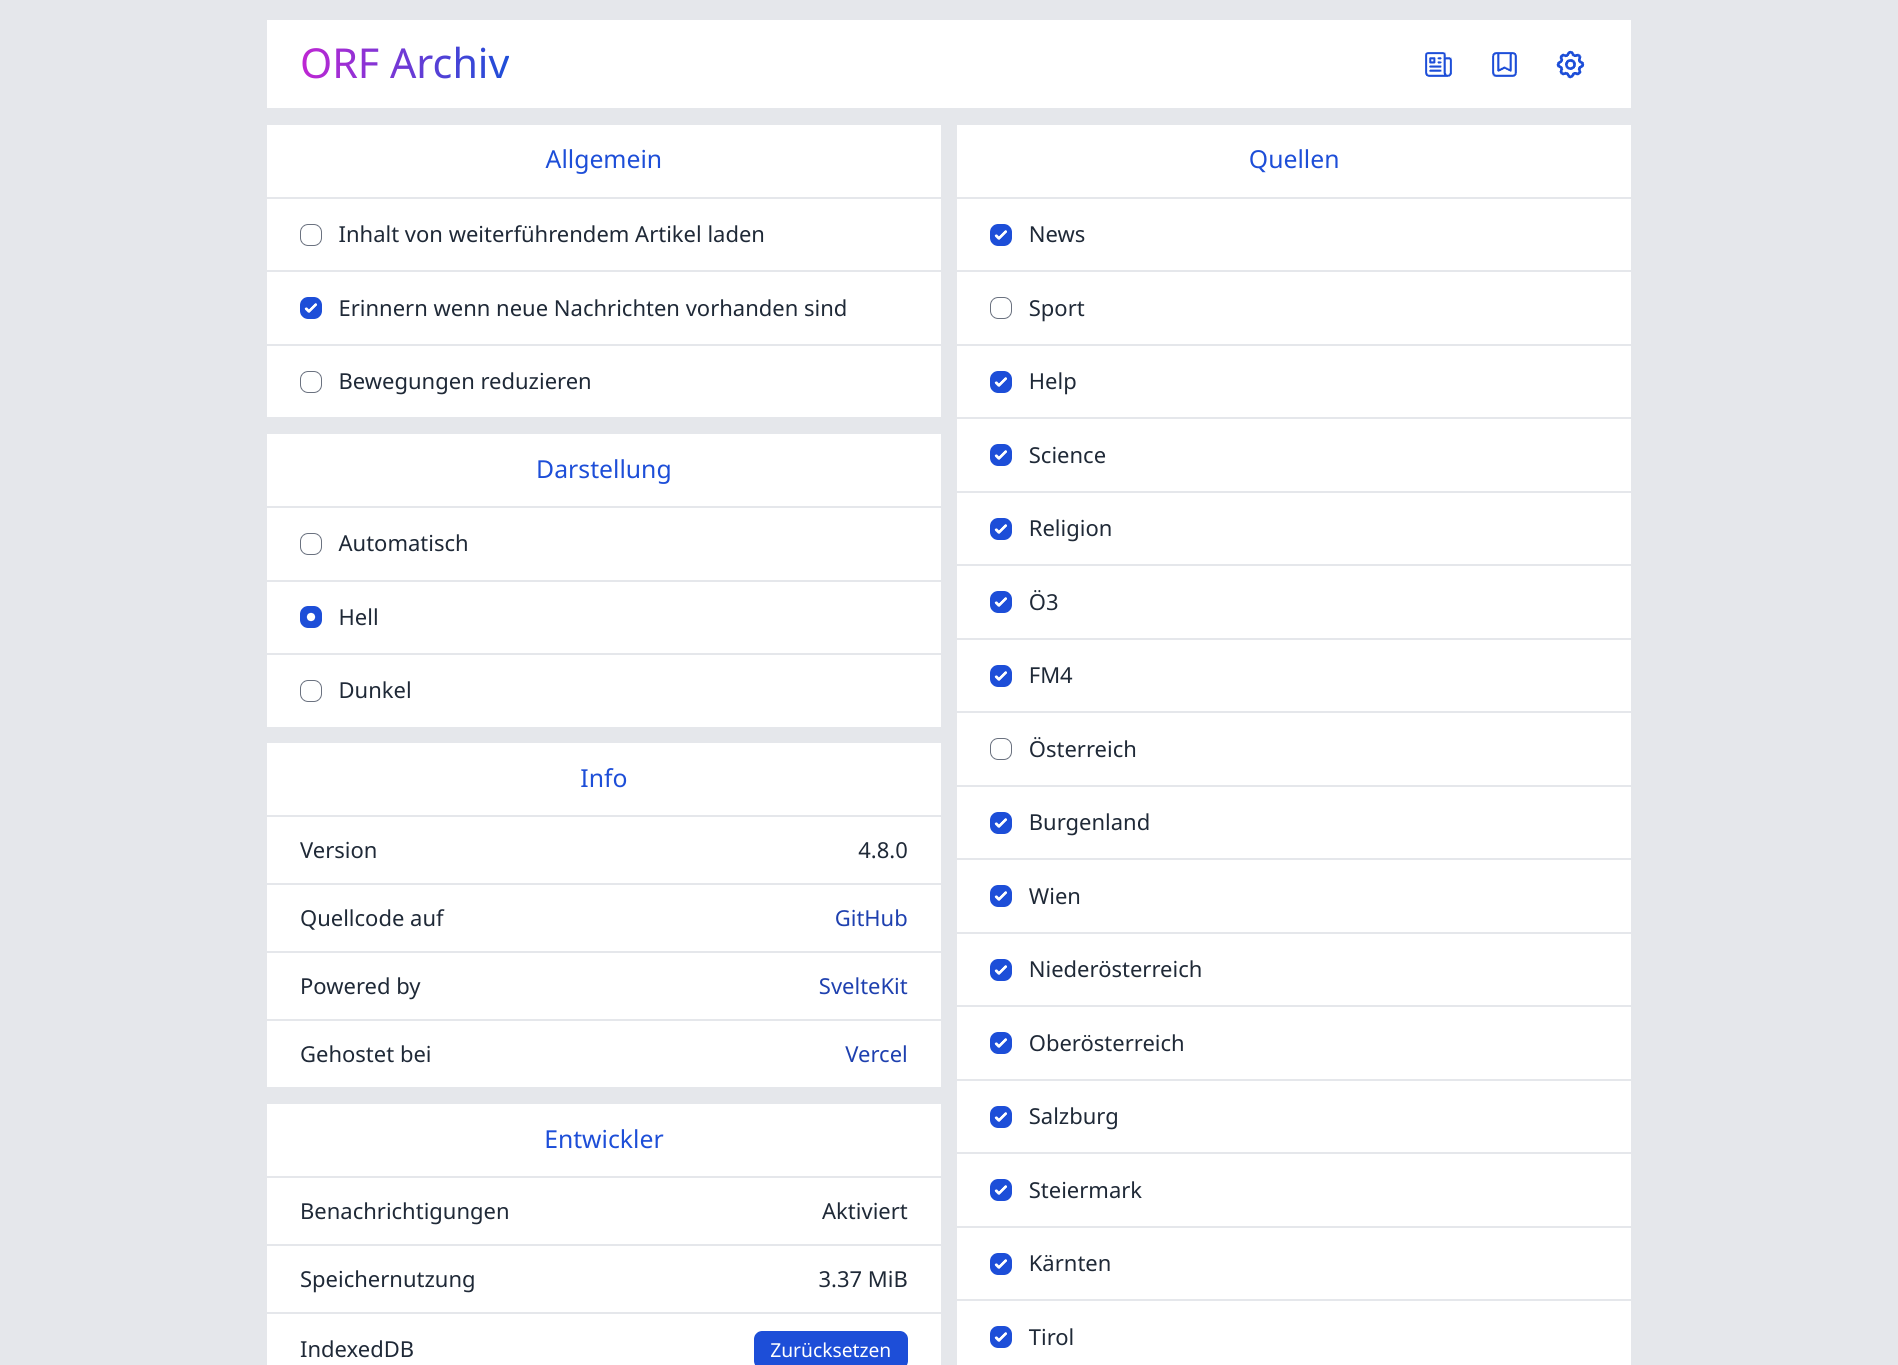 ORF Archiv
Allgemein
Inhalt von weiterführendem Artikel laden
Erinnern wenn neue Nachrichten vorhanden sind
Bewegungen reduzieren
Darstellung
Automatisch
Hell
Dunkel
Info
Version 4.8.0
Quellcode auf GitHub
Powered by SvelteKit
Gehostet bei Vercel
Entwickler
Benachrichtigungen Aktiviert
Speichernutzung 3.37 MiB
IndexedDB Zurücksetzen
Quellen
News
Sport
Help
Science
Religion
Ö3
FM4
Österreich
Burgenland
Wien
Niederösterreich
Oberösterreich
Salzburg
Steiermark
Kärnten
Tirol